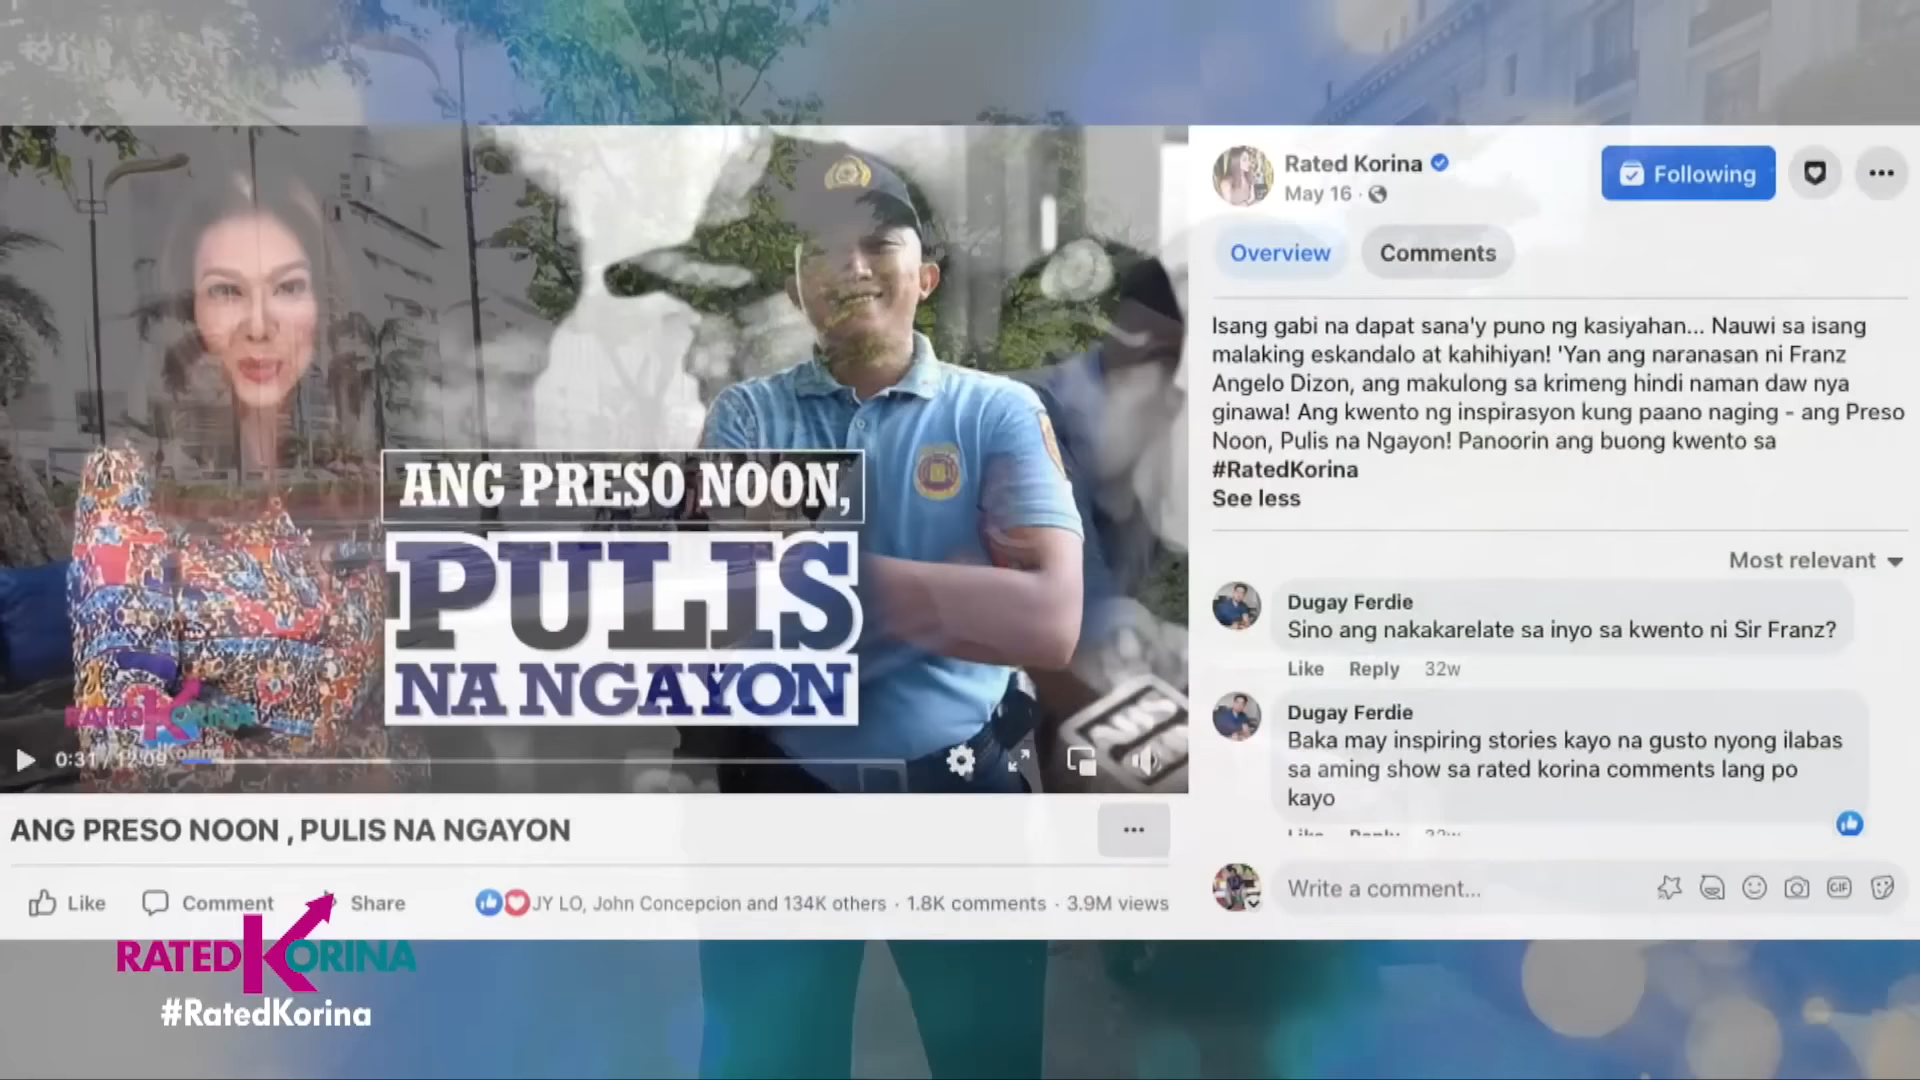 ANG PRESO NOON,
PULIS
NA NGAYON
RATED KORINA
#RatedKorina
0:31 / 12:09
ANG PRESO NOON , PULIS NA NGAYON
Like
Comment
Share
JY LO, John Concepcion and 134K others · 1.8K comments · 3.9M views
Rated Korina
May 16 ·
Following
Overview
Comments
Isang gabi na dapat sana'y puno ng kasiyahan... Nauwi sa isang
malaking eskandalo at kahihiyan! 'Yan ang naranasan ni Franz
Angelo Dizon, ang makulong sa krimeng hindi naman daw nya
ginawa! Ang kwento ng inspirasyon kung paano naging - ang Preso
Noon, Pulis na Ngayon! Panoorin ang buong kwento sa
#RatedKorina
See less
Most relevant
Dugay Ferdie
Sino ang nakakarelate sa inyo sa kwento ni Sir Franz?
Like Reply 32w
Dugay Ferdie
Baka may inspiring stories kayo na gusto nyong ilabas
sa aming show sa rated korina comments lang po
kayo
Like Reply 32w
Write a comment...
GIF
RATED KORINA
#RatedKorina